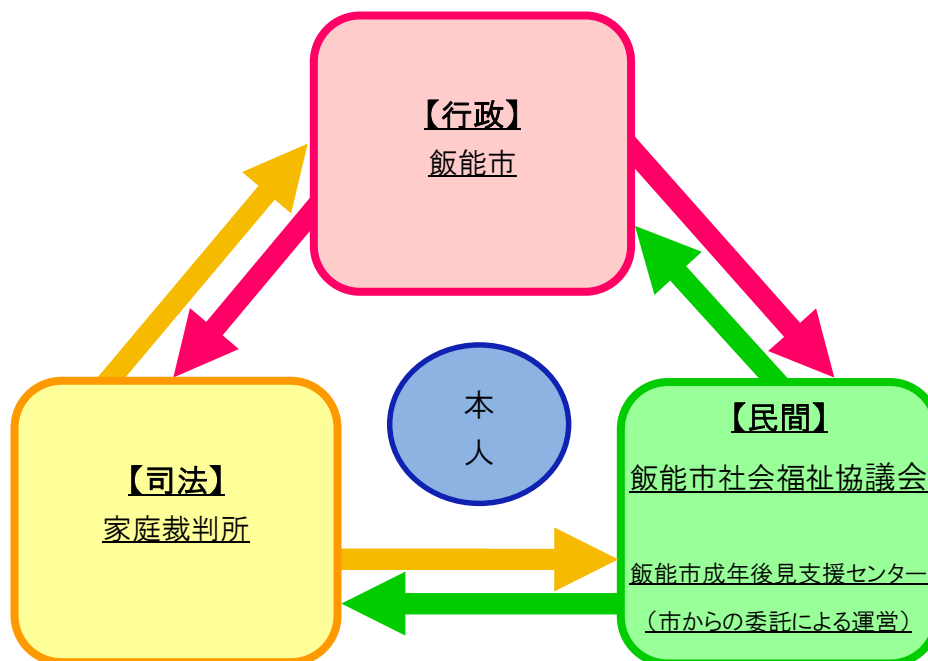 【行政】
飯能市
本
人
【司法】
家庭裁判所
【民間】
飯能市社会福祉協議会
飯能市成年後見支援センター
（市からの委託による運営）